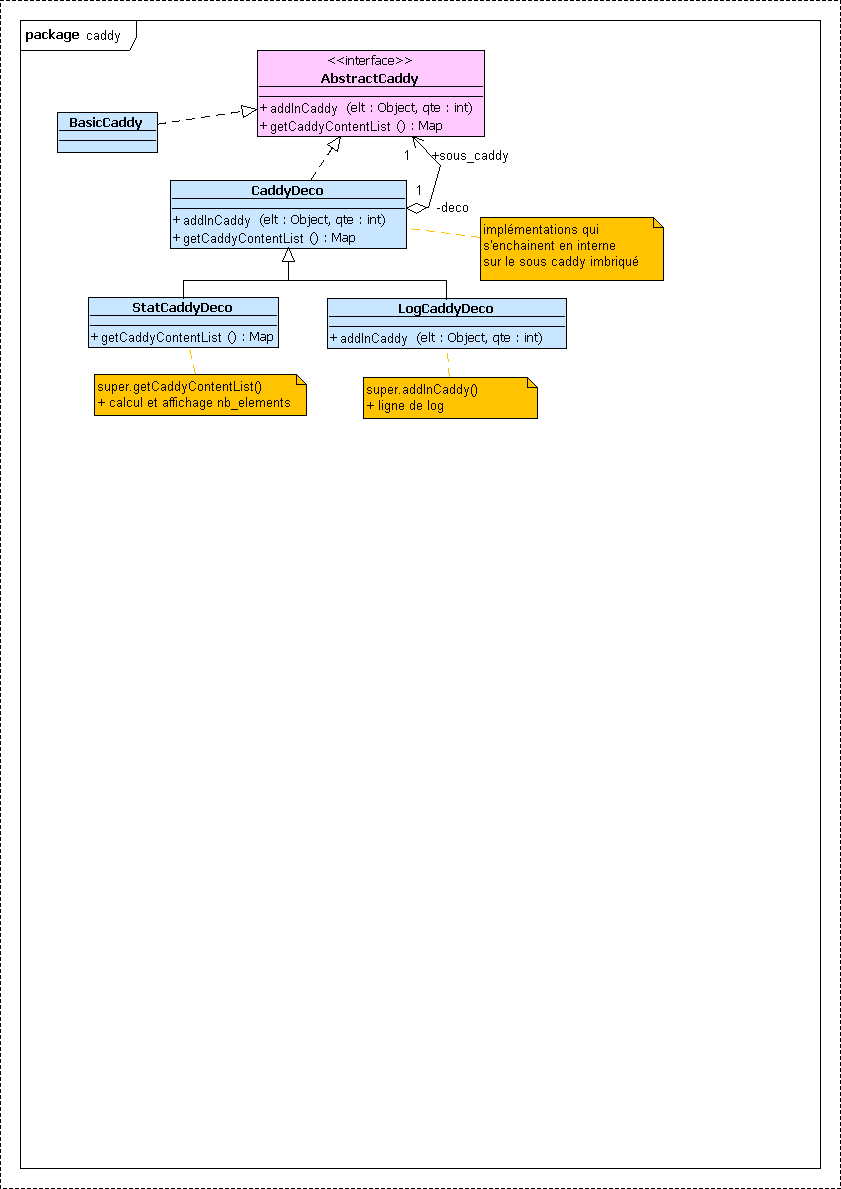 package caddy
<<interface>>
AbstractCaddy
+ addInCaddy (elt : Object, qte : int)
+ getCaddyContentList () : Map
BasicCaddy
1 +sous_caddy
CaddyDeco
1
-deco
+ addInCaddy (elt : Object, qte : int)
+ getCaddyContentList () : Map
implémentations qui
s'enchainent en interne
sur le sous caddy imbriqué
StatCaddyDeco
+ getCaddyContentList () : Map
LogCaddyDeco
+ addInCaddy (elt : Object, qte : int)
super.getCaddyContentList()
+ calcul et affichage nb_elements
super.addInCaddy()
+ ligne de log